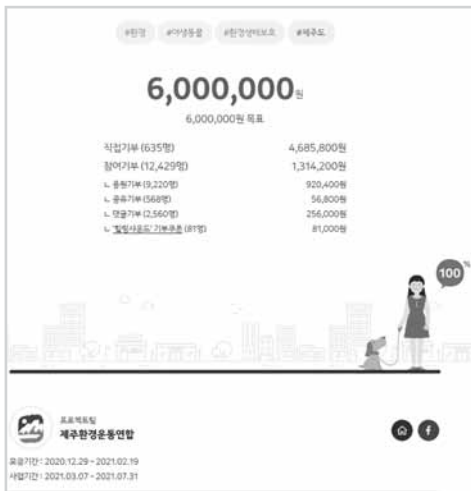 #환경 #야생동물 #환경생태보호 #제주도
6,000,000원
6,000,000원 목표
직접기부 (635명) 4,685,800원
참여기부 (12,429명) 1,314,200원
ㄴ 응원기부 (9,220명) 920,400원
ㄴ 공유기부 (568명) 56,800원
ㄴ 댓글기부 (2,560명) 256,000원
ㄴ '힐링사운드' 기부쿠폰 (81명) 81,000원
100%
프로젝트팀
제주환경운동연합
모금기간 : 2020.12.29 ~ 2021.02.19
사업기간 : 2021.03.07 ~ 2021.07.31